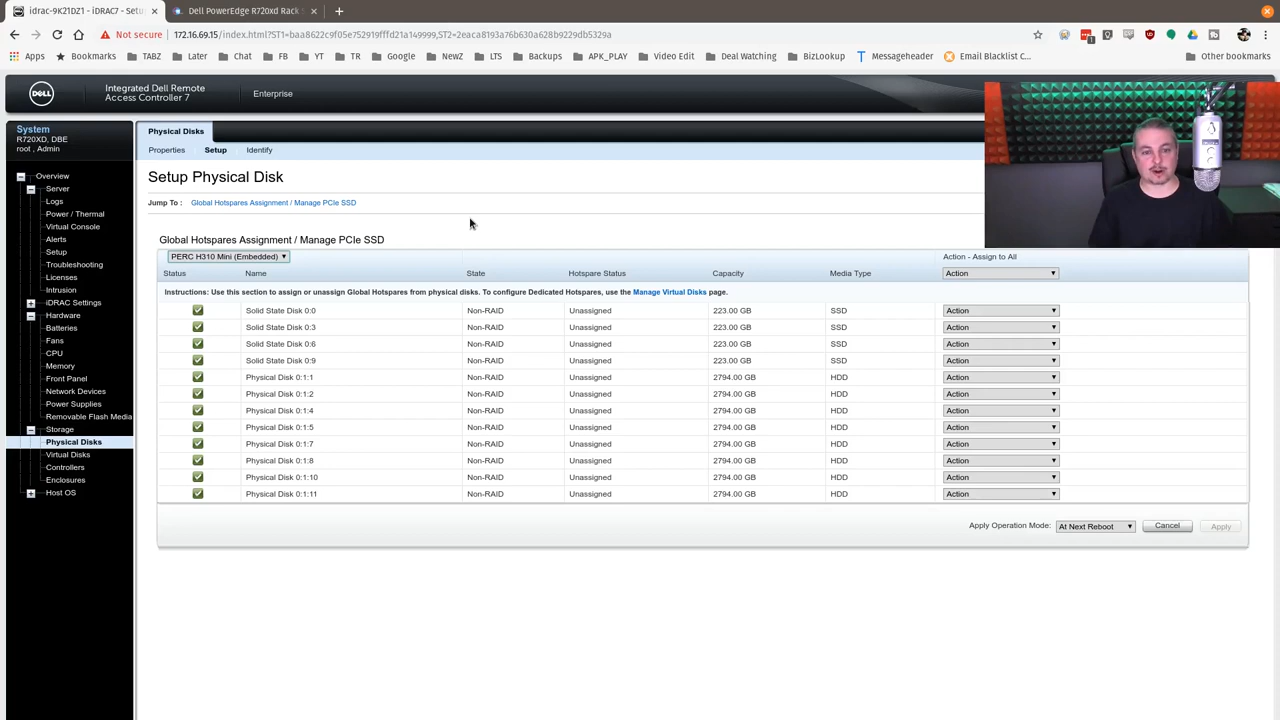 idrac-9K21DZ1 - iDRAC7 - Setu
Dell PowerEdge R720xd Rack S
Not secure
172.16.69.15/index.html?ST1=baa8622c9f05e752919fffd21a149999,ST2=2eaca8193a76b630a628b9229db5329a
Apps
Bookmarks
TABZ
Later
Chat
FB
YT
TR
Google
NewZ
LTS
Backups
APK_PLAY
Video Edit
Deal Watching
BizLookup
Messageheader
Email Blacklist C...
Other bookmarks
DELL
Integrated Dell Remote
Access Controller 7
Enterprise
System
R720XD, DBE
root , Admin
Overview
Server
Logs
Power / Thermal
Virtual Console
Alerts
Setup
Troubleshooting
Licenses
Intrusion
iDRAC Settings
Hardware
Batteries
Fans
CPU
Memory
Front Panel
Network Devices
Power Supplies
Removable Flash Media
Storage
Physical Disks
Virtual Disks
Controllers
Enclosures
Host OS
Physical Disks
Properties Setup Identify
Setup Physical Disk
Jump To : Global Hotspares Assignment / Manage PCIe SSD
Global Hotspares Assignment / Manage PCIe SSD
PERC H310 Mini (Embedded) Action - Assign to All
Status Name State Hotspare Status Capacity Media Type Action
Instructions: Use this section to assign or unassign Global Hotspares from physical disks. To configure Dedicated Hotspares, use the Manage Virtual Disks page.
Solid State Disk 0:0 Non-RAID Unassigned 223.00 GB SSD Action
Solid State Disk 0:3 Non-RAID Unassigned 223.00 GB SSD Action
Solid State Disk 0:6 Non-RAID Unassigned 223.00 GB SSD Action
Solid State Disk 0:9 Non-RAID Unassigned 223.00 GB SSD Action
Physical Disk 0:1:1 Non-RAID Unassigned 2794.00 GB HDD Action
Physical Disk 0:1:2 Non-RAID Unassigned 2794.00 GB HDD Action
Physical Disk 0:1:4 Non-RAID Unassigned 2794.00 GB HDD Action
Physical Disk 0:1:5 Non-RAID Unassigned 2794.00 GB HDD Action
Physical Disk 0:1:7 Non-RAID Unassigned 2794.00 GB HDD Action
Physical Disk 0:1:8 Non-RAID Unassigned 2794.00 GB HDD Action
Physical Disk 0:1:10 Non-RAID Unassigned 2794.00 GB HDD Action
Physical Disk 0:1:11 Non-RAID Unassigned 2794.00 GB HDD Action
Apply Operation Mode: At Next Reboot Cancel Apply